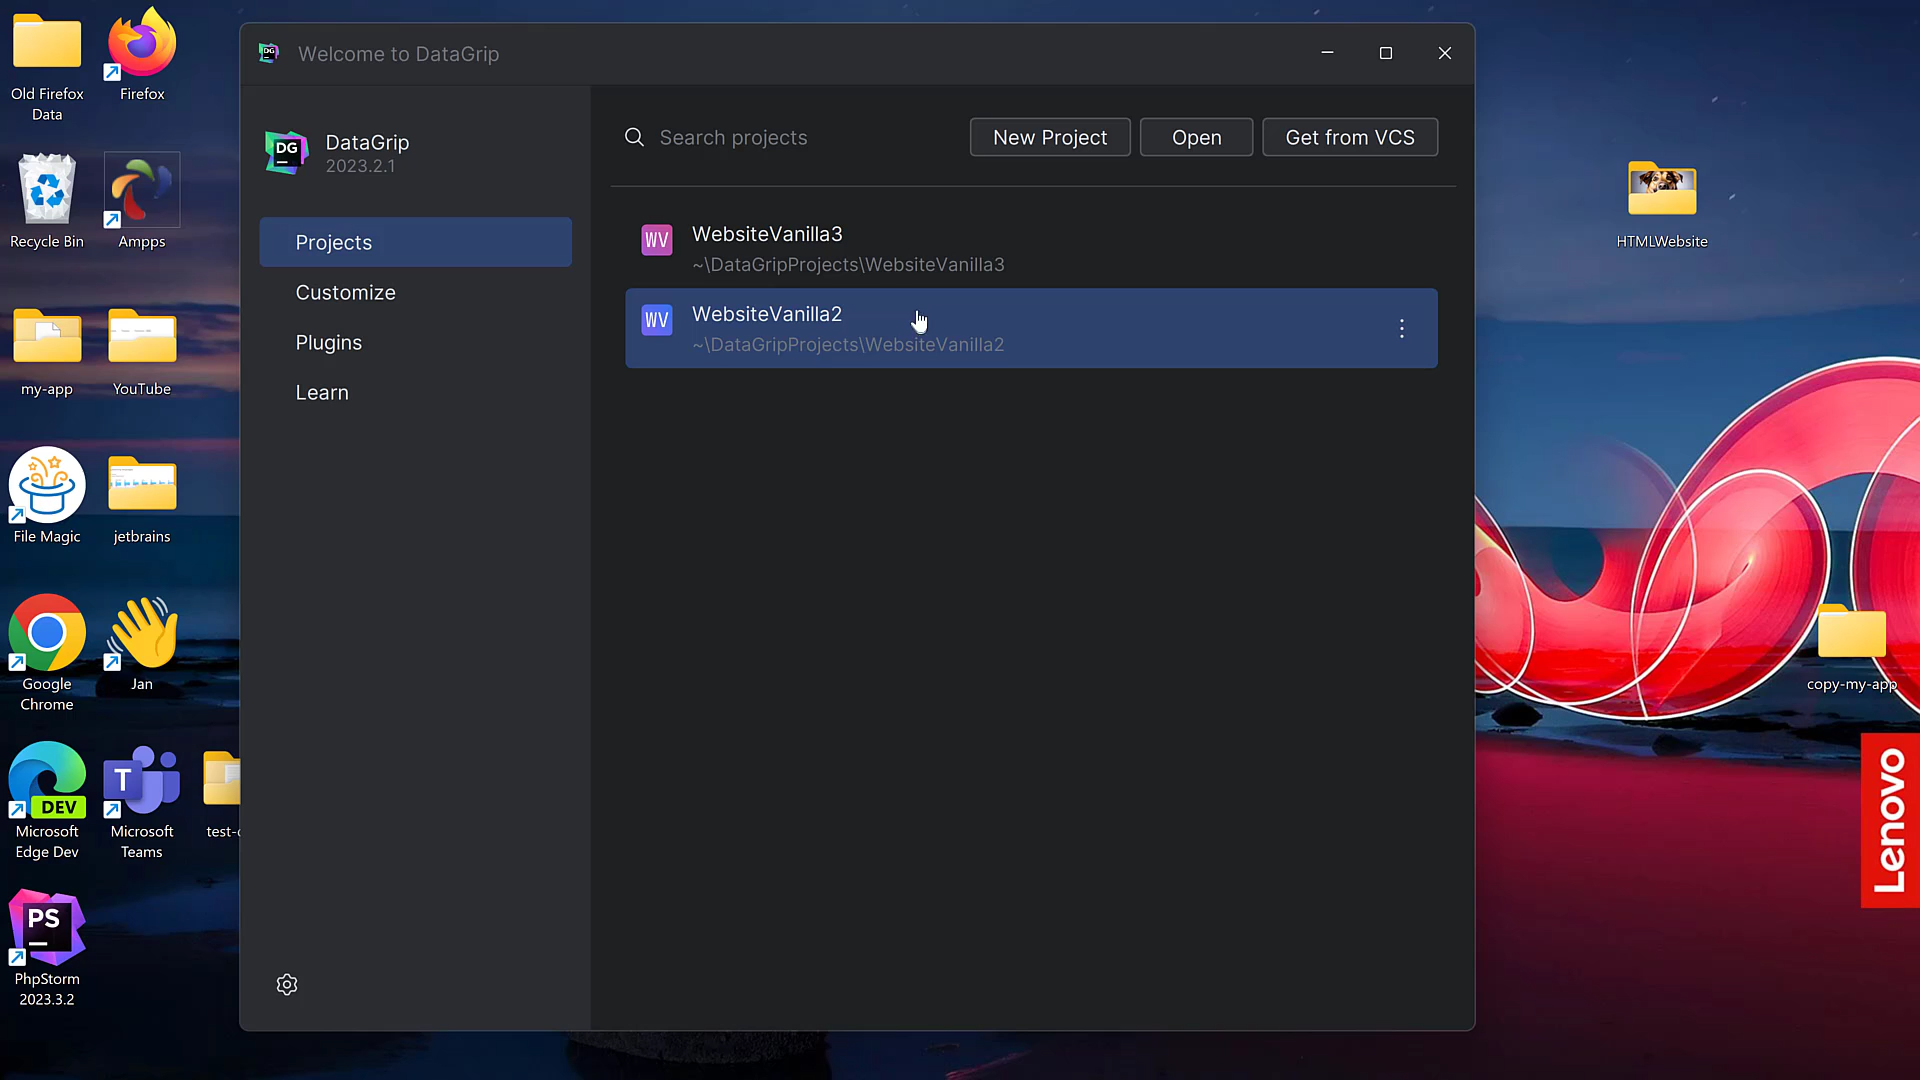 Welcome to DataGrip
DG
DataGrip
2023.2.1
Search projects
New Project
Open
Get from VCS
Projects
Customize
Plugins
Learn
WV
WebsiteVanilla3
~\DataGripProjects\WebsiteVanilla3
WV
WebsiteVanilla2
~\DataGripProjects\WebsiteVanilla2
Old Firefox
Data
Firefox
Recycle Bin
Ampps
my-app
YouTube
File Magic
jetbrains
Google
Chrome
Jan
DEV
Microsoft
Edge Dev
T
Microsoft
Teams
PS
PhpStorm
2023.3.2
HTMLWebsite
copy-my-app
Lenovo